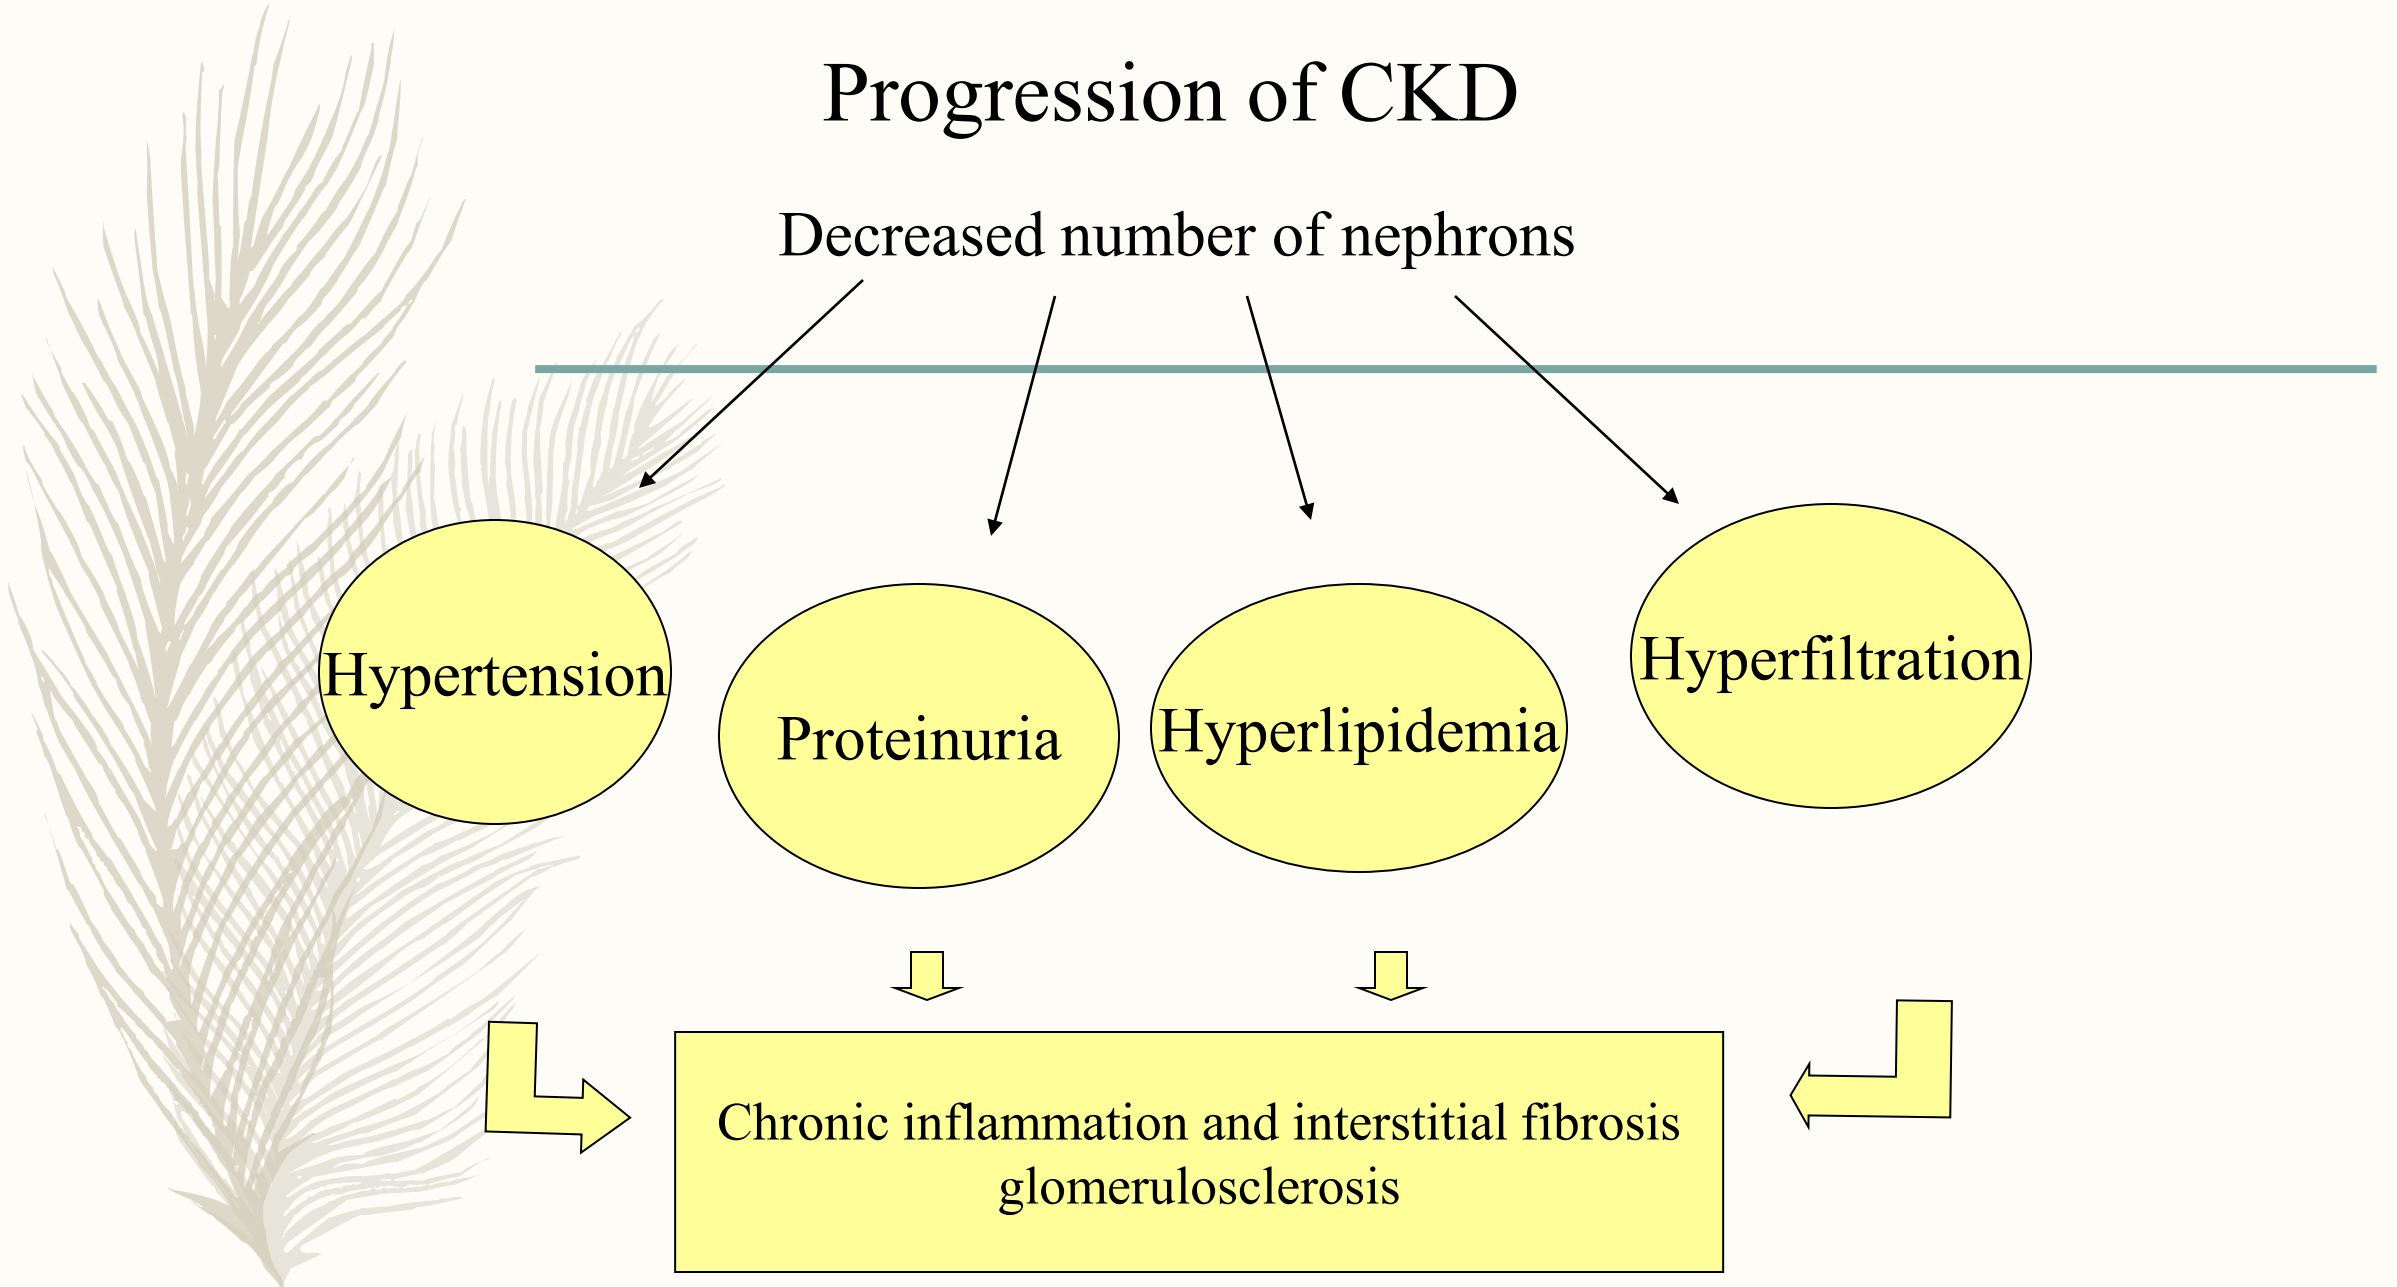 Progression of CKD
Decreased number of nephrons
Hypertension
Proteinuria
Hyperlipidemia
Hyperfiltration
Chronic inflammation and interstitial fibrosis
glomerulosclerosis